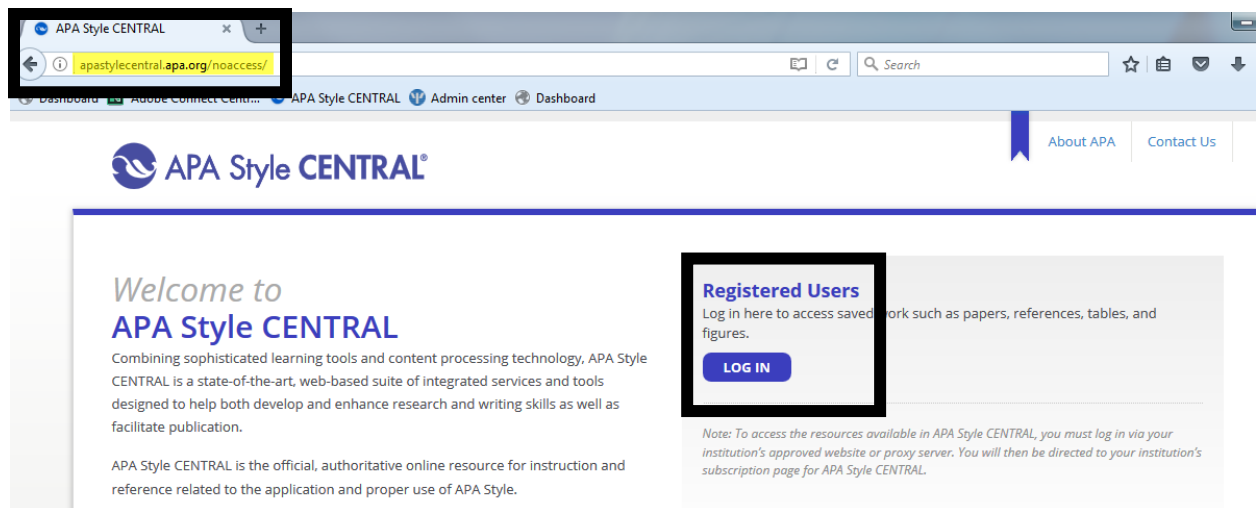 APA Style CENTRAL × +
apastylecentral.apa.org/noaccess/
Search
Dashboard Adobe Connect Centr... APA Style CENTRAL Admin center Dashboard
About APA Contact Us
APA Style CENTRAL®
Welcome to
APA Style CENTRAL
Combining sophisticated learning tools and content processing technology, APA Style
CENTRAL is a state-of-the-art, web-based suite of integrated services and tools
designed to help both develop and enhance research and writing skills as well as
facilitate publication.
APA Style CENTRAL is the official, authoritative online resource for instruction and
reference related to the application and proper use of APA Style.
Registered Users
Log in here to access saved work such as papers, references, tables, and
figures.
LOG IN
Note: To access the resources available in APA Style CENTRAL, you must log in via your
institution's approved website or proxy server. You will then be directed to your institution's
subscription page for APA Style CENTRAL.